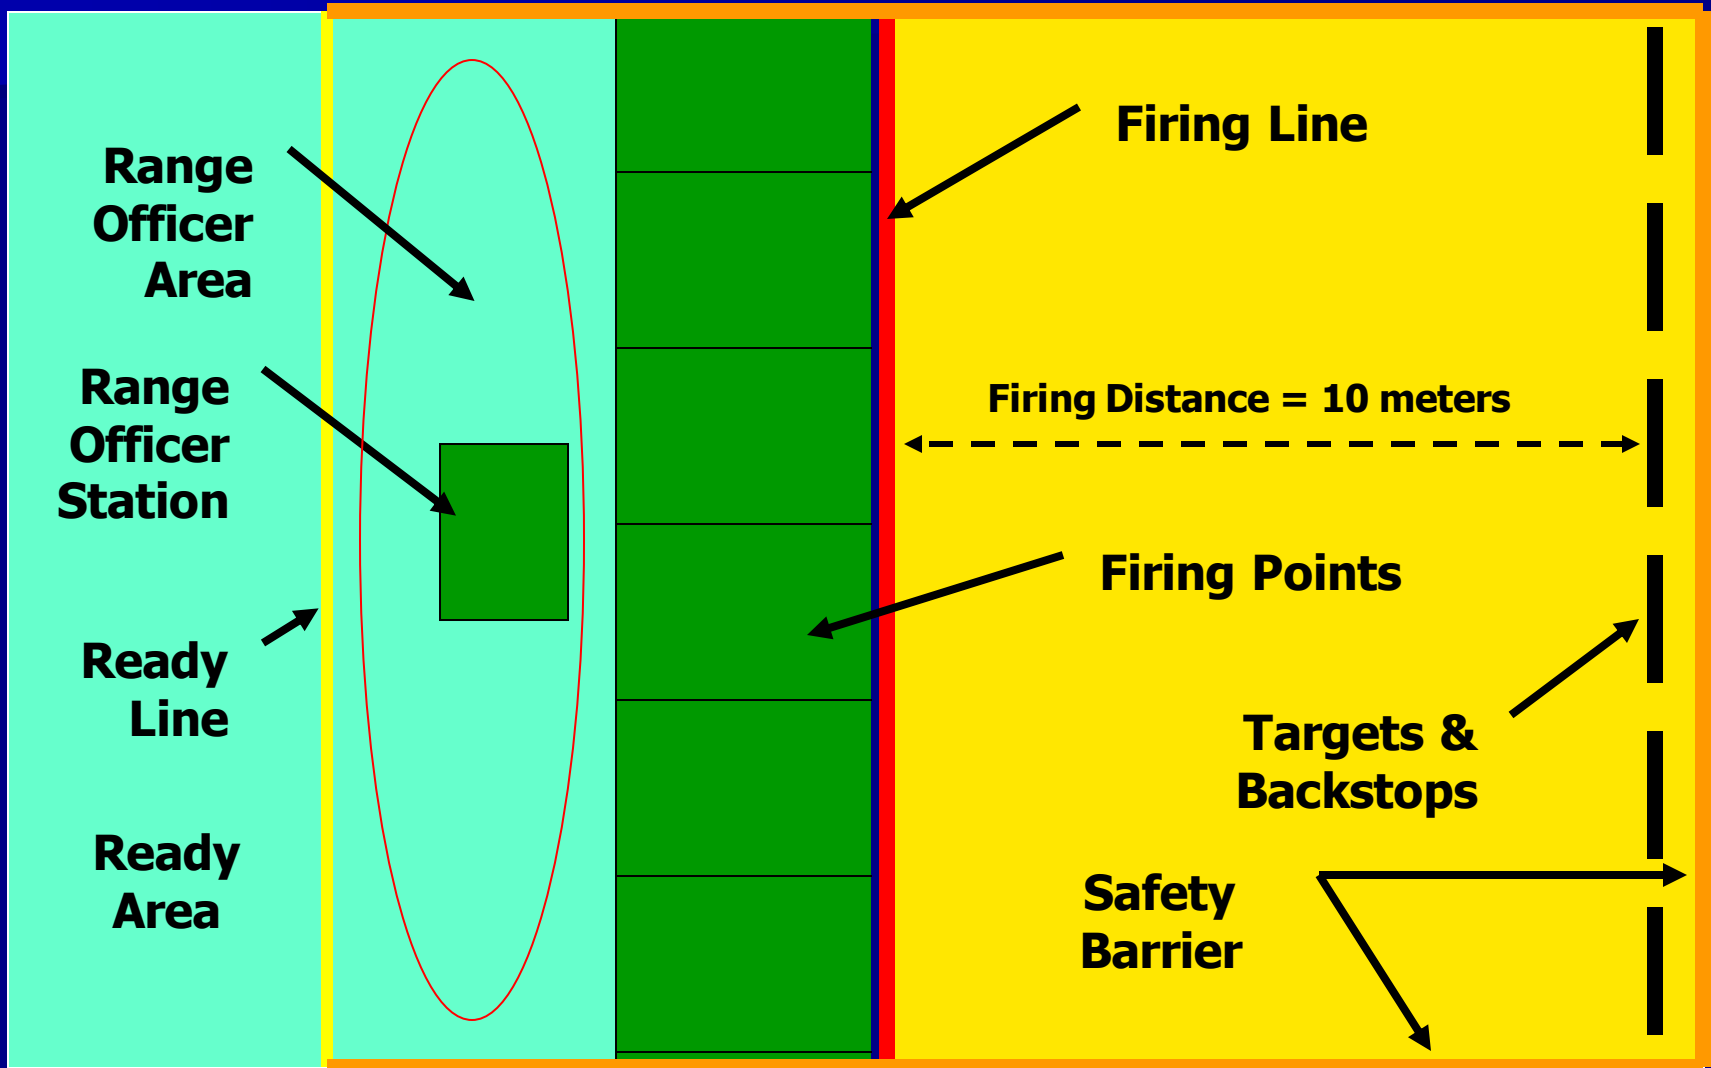 Range
Officer
Area
Range
Officer
Station
Ready
Line
Ready
Area
Firing Line
Firing Distance = 10 meters
Firing Points
Targets &
Backstops
Safety
Barrier